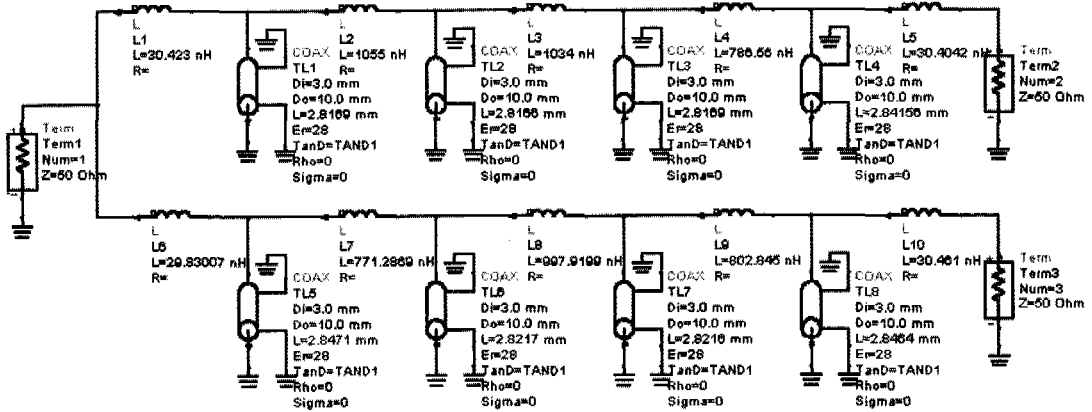 L
L1
L=30.423 nH
R=
COAX
TL1
Di=3.0 mm
Do=10.0 mm
L=2.8169 mm
Er=28
TanD=TAND1
Rho=0
Sigma=0
L
L2
L=1055 nH
R=
COAX
TL2
Di=3.0 mm
Do=10.0 mm
L=2.8166 mm
Er=28
TanD=TAND1
Rho=0
Sigma=0
L
L3
L=1034 nH
R=
COAX
TL3
Di=3.0 mm
Do=10.0 mm
L=2.8169 mm
Er=28
TanD=TAND1
Rho=0
Sigma=0
L
L4
L=786.56 nH
R=
COAX
TL4
Di=3.0 mm
Do=10.0 mm
L=2.84156 mm
Er=28
TanD=TAND1
Rho=0
Sigma=0
L
L5
L=30.4042 nH
R=
Term
Term2
Num=2
Z=50 Ohm
Term
Term1
Num=1
Z=50 Ohm
L
L6
L=29.83007 nH
R=
COAX
TL5
Di=3.0 mm
Do=10.0 mm
L=2.8471 mm
Er=28
TanD=TAND1
Rho=0
Sigma=0
L
L7
L=771.2869 nH
R=
COAX
TL6
Di=3.0 mm
Do=10.0 mm
L=2.8217 mm
Er=28
TanD=TAND1
Rho=0
Sigma=0
L
L8
L=997.9199 nH
R=
COAX
TL7
Di=3.0 mm
Do=10.0 mm
L=2.8216 mm
Er=28
TanD=TAND1
Rho=0
Sigma=0
L
L9
L=802.846 nH
R=
COAX
TL8
Di=3.0 mm
Do=10.0 mm
L=2.8464 mm
Er=28
TanD=TAND1
Rho=0
Sigma=0
L
L10
L=30.461 nH
R=
Term
Term3
Num=3
Z=50 Ohm